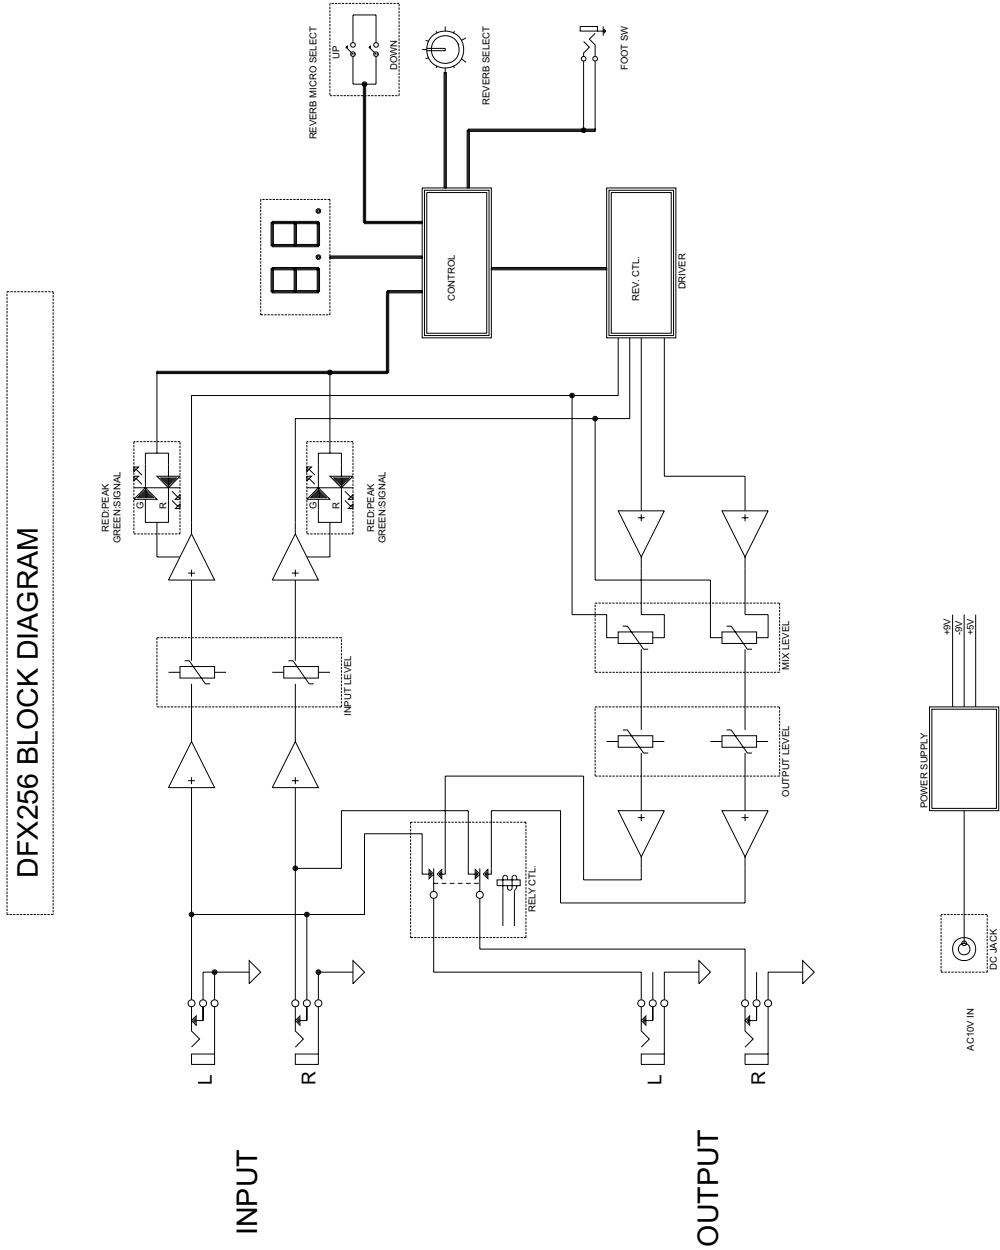 DFX256 BLOCK DIAGRAM
INPUT
L
R
INPUT LEVEL
RED:PEAK
GREEN:SIGNAL
G
R
RED:PEAK
GREEN:SIGNAL
G
R
REVERB MICRO SELECT
UP
DOWN
REVERB SELECT
FOOT SW
CONTROL
REV. CTL.
DRIVER
MIX LEVEL
OUTPUT LEVEL
RELY CTL.
OUTPUT
L
R
AC10V IN
DC JACK
POWER SUPPLY
+9V
-9V
+5V